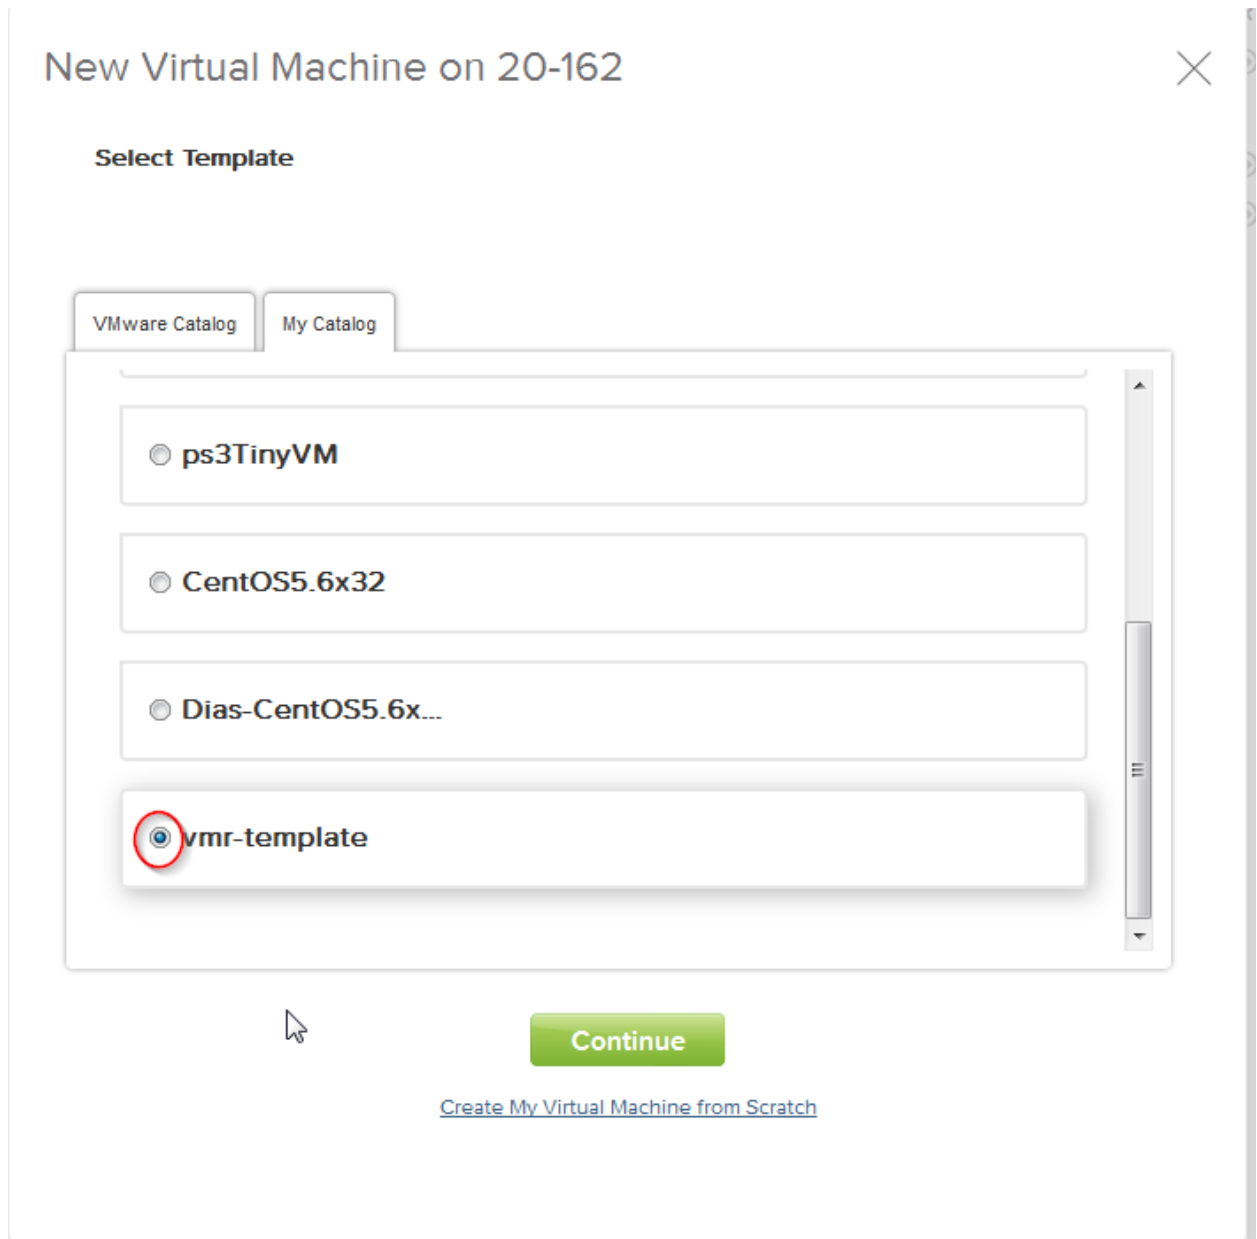 New Virtual Machine on 20-162
Select Template
VMware Catalog
My Catalog
ps3TinyVM
CentOS5.6x32
Dias-CentOS5.6x...
vmr-template
Continue
Create My Virtual Machine from Scratch